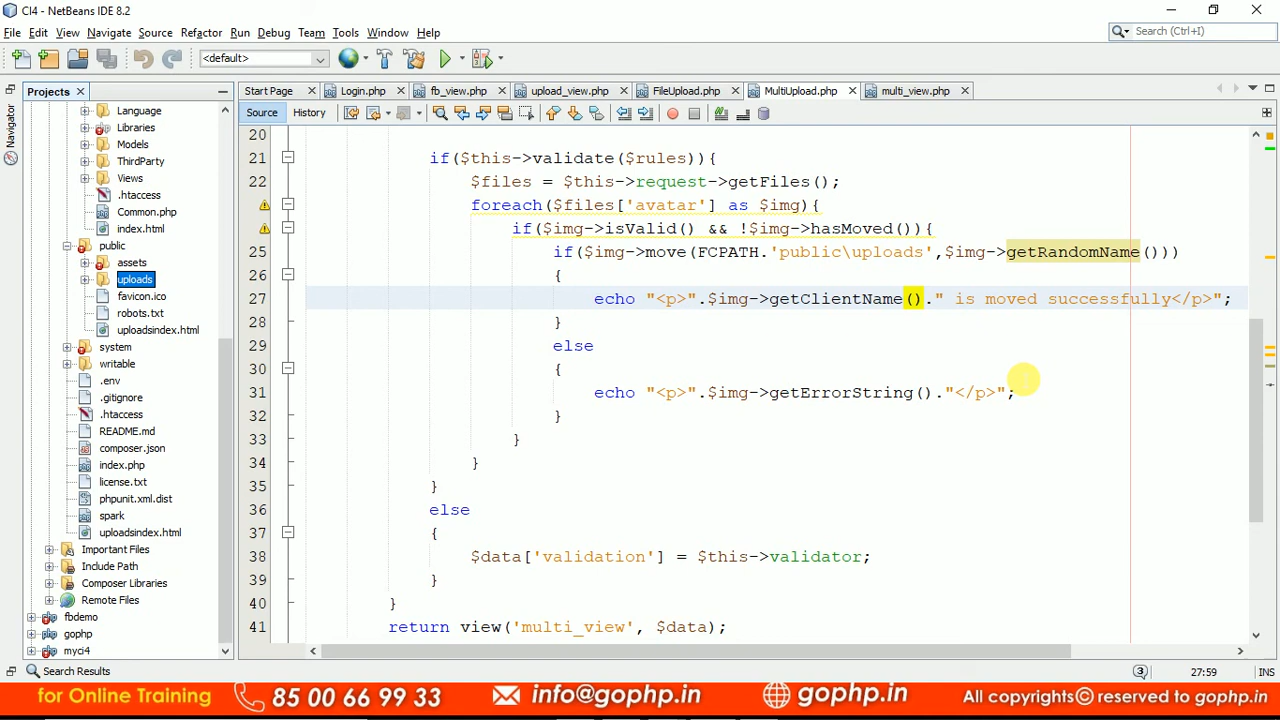 CI4 - NetBeans IDE 8.2
File Edit View Navigate Source Refactor Run Debug Team Tools Window Help
Search (Ctrl+I)
<default>
Projects
Start Page Login.php fb_view.php upload_view.php FileUpload.php MultiUpload.php multi_view.php
Source History
Navigator
Language
Libraries
Models
ThirdParty
Views
.htaccess
Common.php
index.html
public
assets
uploads
favicon.ico
robots.txt
uploadsindex.html
system
writable
.env
.gitignore
.htaccess
README.md
composer.json
index.php
license.txt
phpunit.xml.dist
spark
uploadsindex.html
Important Files
Include Path
Composer Libraries
Remote Files
fbdemo
gophp
myci4
20
21 if($this->validate($rules)){
22 $files = $this->request->getFiles();
foreach($files['avatar'] as $img){
if($img->isValid() && !$img->hasMoved()){
25 if($img->move(FCPATH.'public\uploads',$img->getRandomName()))
26 {
27 echo "<p>".$img->getClientName()." is moved successfully</p>";
28 }
29 else
30 {
31 echo "<p>".$img->getErrorString()."</p>";
32 }
33 }
34 }
35 }
36 else
37 {
38 $data['validation'] = $this->validator;
39 }
40 }
41 return view('multi_view', $data);
Search Results
3
27:59
INS
for Online Training 85 00 66 99 33 info@gophp.in gophp.in All copyrights© reserved to gophp.in